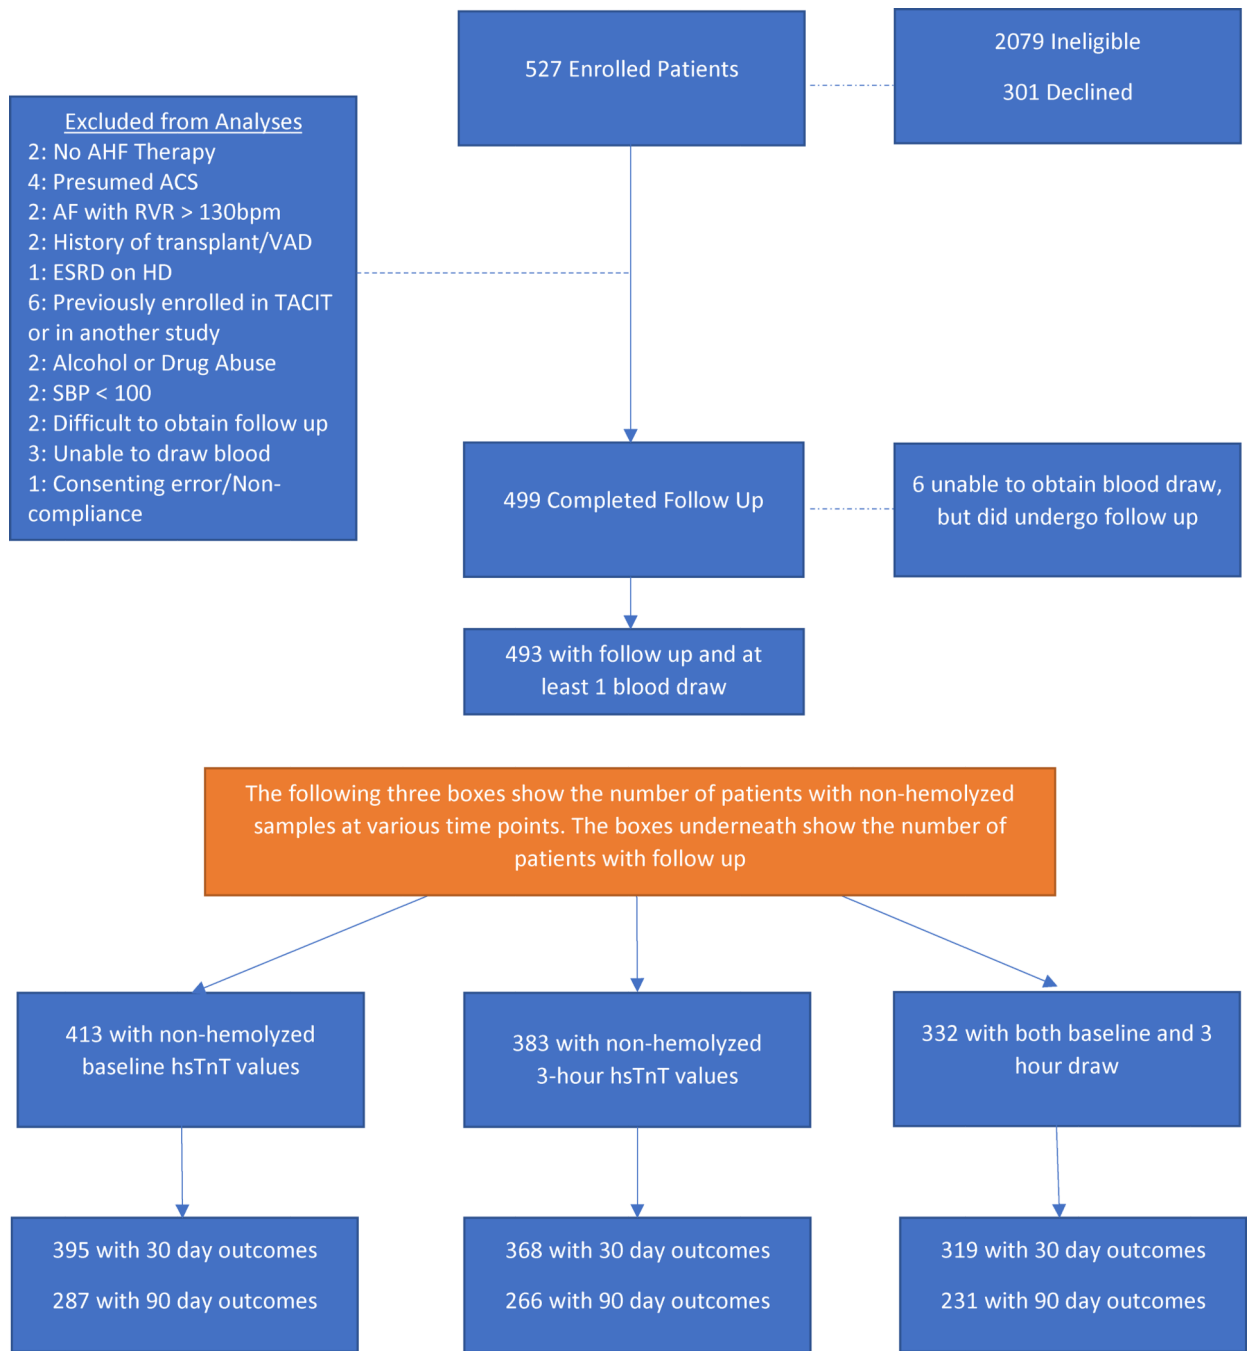 527 Enrolled Patients
2079 Ineligible
301 Declined
Excluded from Analyses
2: No AHF Therapy
4: Presumed ACS
2: AF with RVR > 130bpm
2: History of transplant/VAD
1: ESRD on HD
6: Previously enrolled in TACIT
or in another study
2: Alcohol or Drug Abuse
2: SBP < 100
2: Difficult to obtain follow up
3: Unable to draw blood
1: Consenting error/Non-
compliance
499 Completed Follow Up
6 unable to obtain blood draw,
but did undergo follow up
493 with follow up and at
least 1 blood draw
The following three boxes show the number of patients with non-hemolyzed
samples at various time points. The boxes underneath show the number of
patients with follow up
413 with non-hemolyzed
baseline hsTnT values
383 with non-hemolyzed
3-hour hsTnT values
332 with both baseline and 3
hour draw
395 with 30 day outcomes
287 with 90 day outcomes
368 with 30 day outcomes
266 with 90 day outcomes
319 with 30 day outcomes
231 with 90 day outcomes